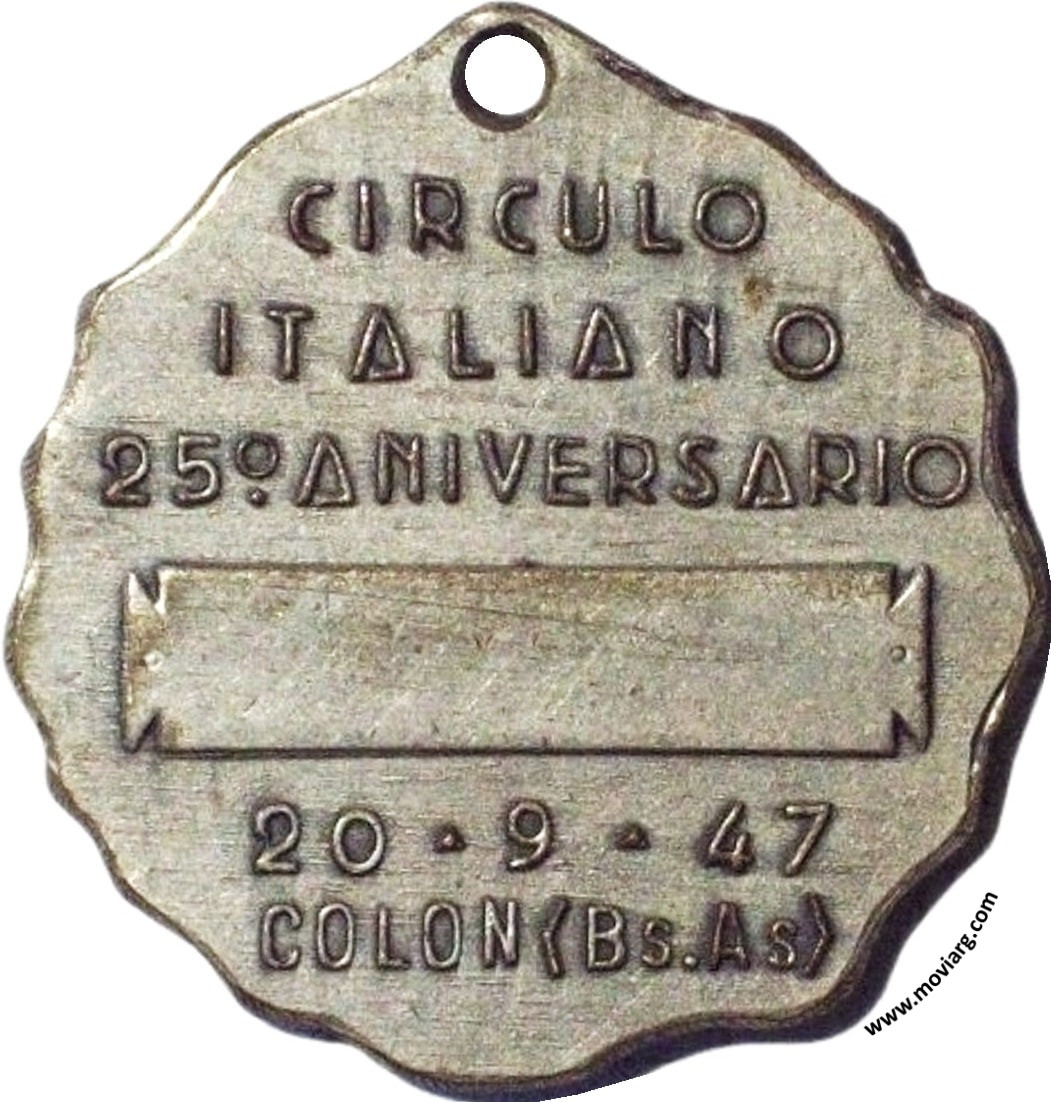 CIRCULO
ITALIANO
25º ANIVERSARIO
20 · 9 · 47
COLON (Bs.As)
www.moviarg.com